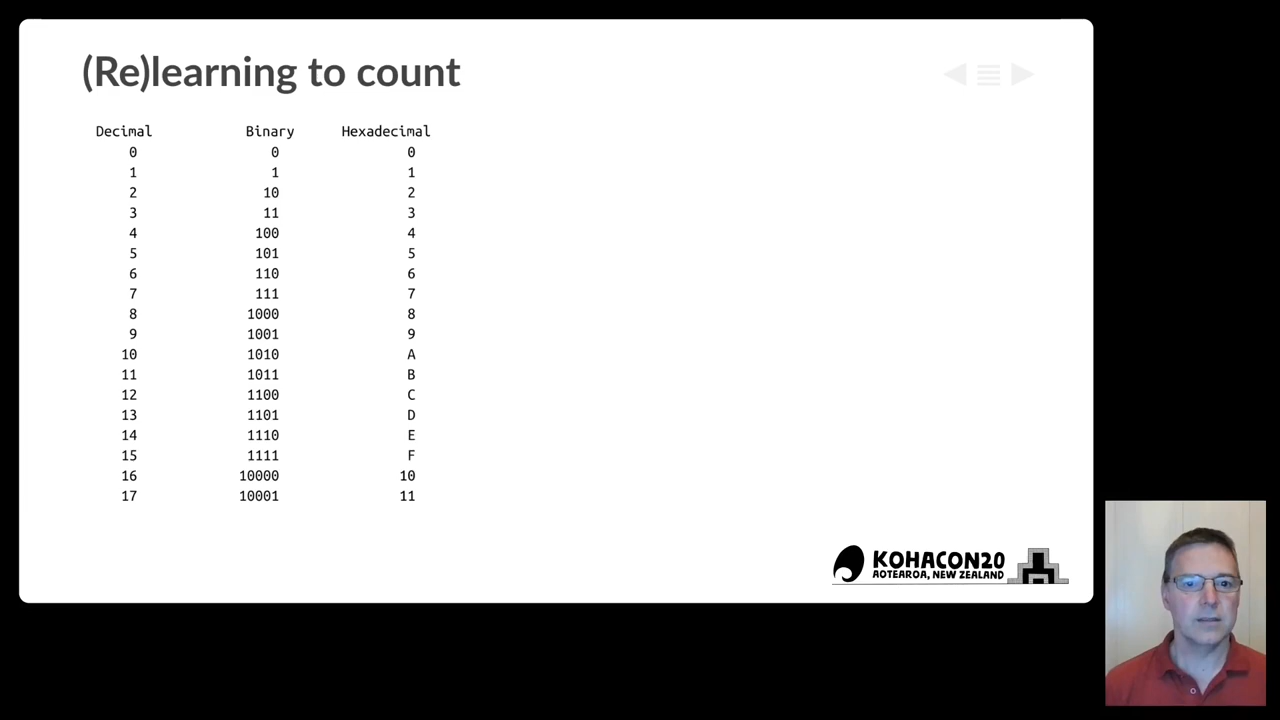 (Re)learning to count
Decimal Binary Hexadecimal
0 0 0
1 1 1
2 10 2
3 11 3
4 100 4
5 101 5
6 110 6
7 111 7
8 1000 8
9 1001 9
10 1010 A
11 1011 B
12 1100 C
13 1101 D
14 1110 E
15 1111 F
16 10000 10
17 10001 11
KOHACON20
AOTEAROA, NEW ZEALAND